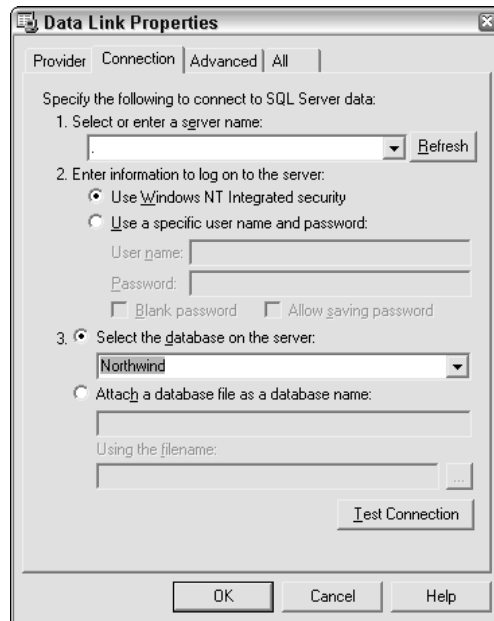 Data Link Properties
Provider Connection Advanced All
Specify the following to connect to SQL Server data:
1. Select or enter a server name:
. Refresh
2. Enter information to log on to the server:
Use Windows NT Integrated security
Use a specific user name and password:
User name:
Password:
Blank password Allow saving password
3. Select the database on the server:
Northwind
Attach a database file as a database name:
Using the filename:
...
Test Connection
OK Cancel Help